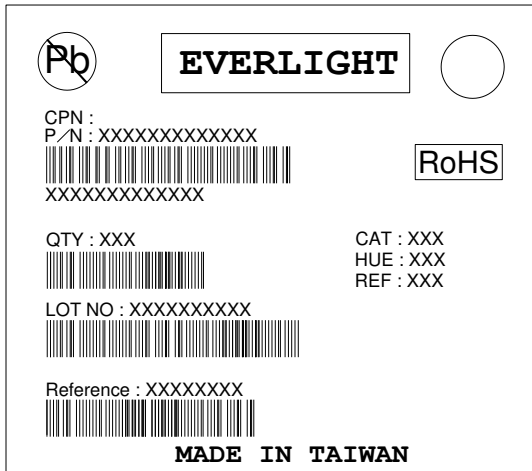 Pb
EVERLIGHT
CPN :
P/N : XXXXXXXXXXXXX
RoHS
XXXXXXXXXXXXX
QTY : XXX
CAT : XXX
HUE : XXX
REF : XXX
LOT NO : XXXXXXXXXX
Reference : XXXXXXXX
MADE IN TAIWAN